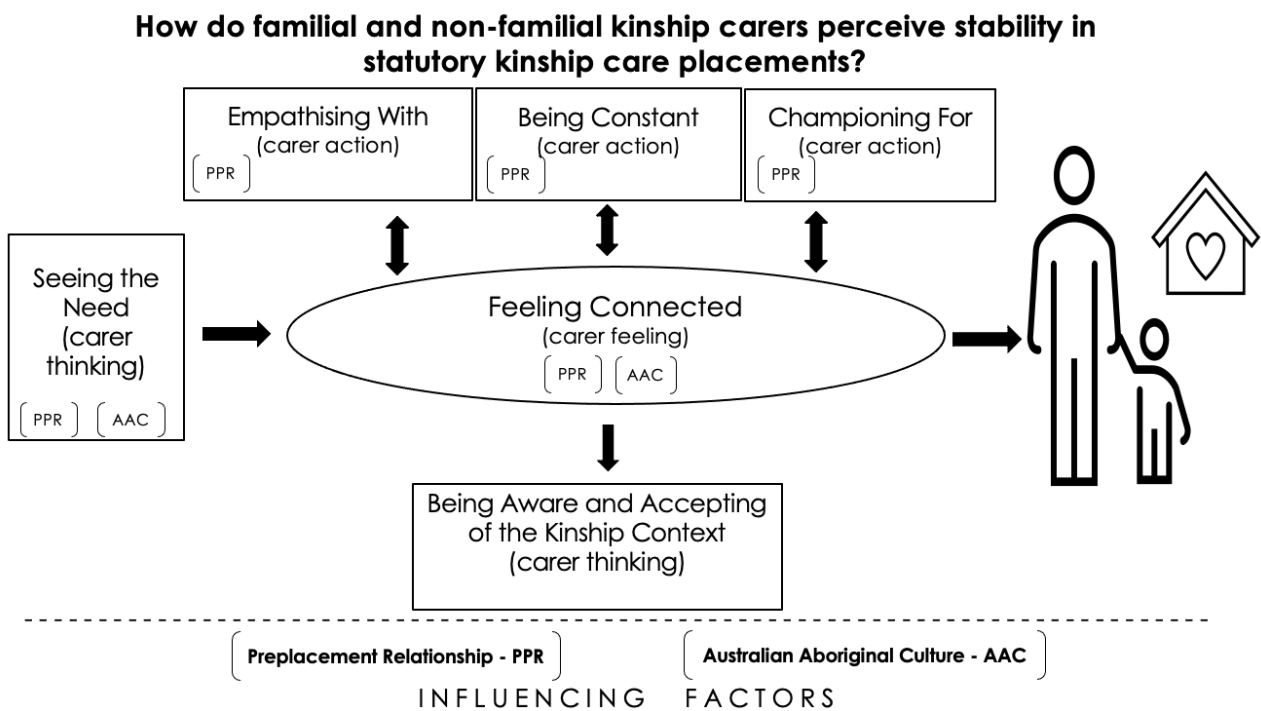 How do familial and non-familial kinship carers perceive stability in
statutory kinship care placements?
Empathising With
(carer action)
PPR
Being Constant
(carer action)
PPR
Championing For
(carer action)
PPR
Seeing the
Need
(carer
thinking)
PPR AAC
Feeling Connected
(carer feeling)
PPR AAC
Being Aware and Accepting
of the Kinship Context
(carer thinking)
Preplacement Relationship - PPR
Australian Aboriginal Culture - AAC
INFLUENCING FACTORS